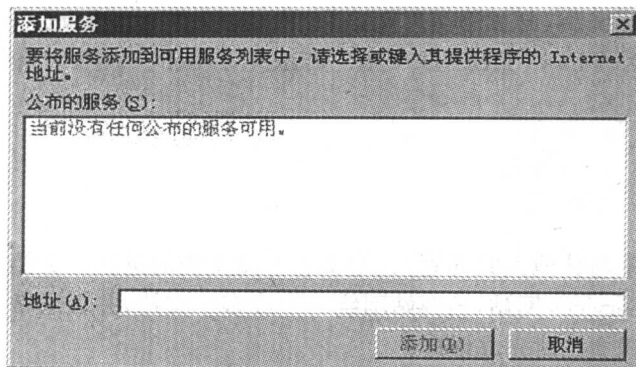 添加服务
要将服务添加到可用服务列表中，请选择或键入其提供程序的 Internet
地址。
公布的服务(S):
当前没有任何公布的服务可用。
地址(A):
添加(D) 取消